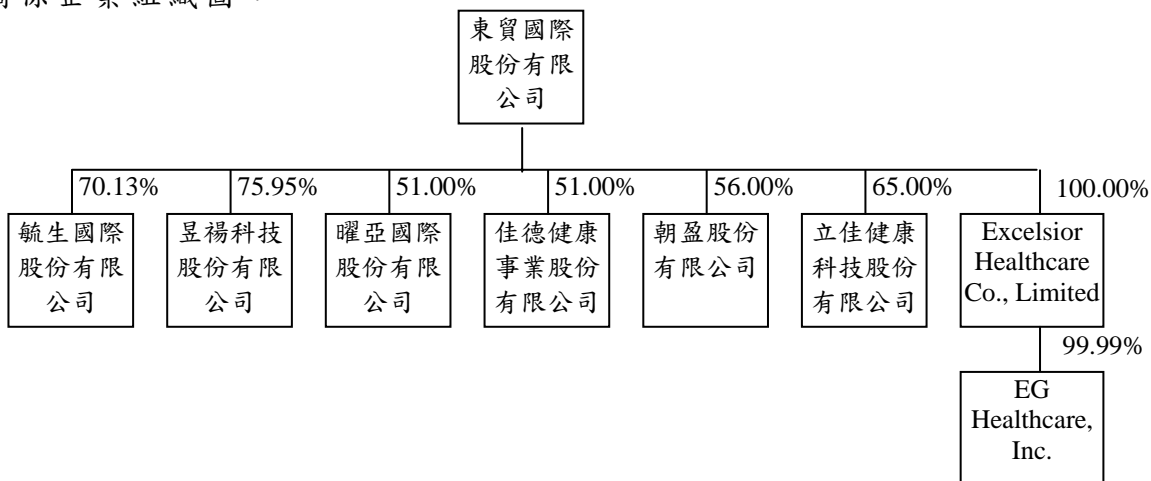 關係企業組織圖：
東貿國際
股份有限
公司
70.13%
75.95%
51.00%
51.00%
56.00%
65.00%
100.00%
毓生國際
股份有限
公司
昱禓科技
股份有限
公司
曜亞國際
股份有限
公司
佳德健康
事業股份
有限公司
朝盈股份
有限公司
立佳健康
科技股份
有限公司
Excelsior
Healthcare
Co., Limited
99.99%
EG
Healthcare,
Inc.